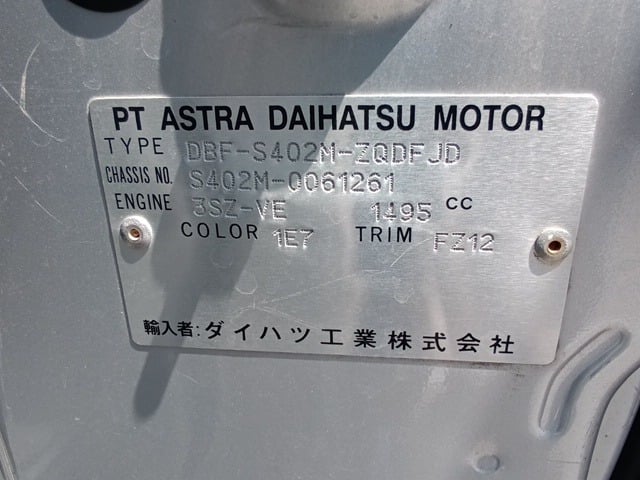 PT ASTRA DAIHATSU MOTOR
TYPE DBF-S402M-ZQDFJD
CHASSIS NO. S402M-0061261
ENGINE 3SZ-VE 1495 CC
COLOR 1E7 TRIM FZ12
輸入者: ダイハツ工業株式会社